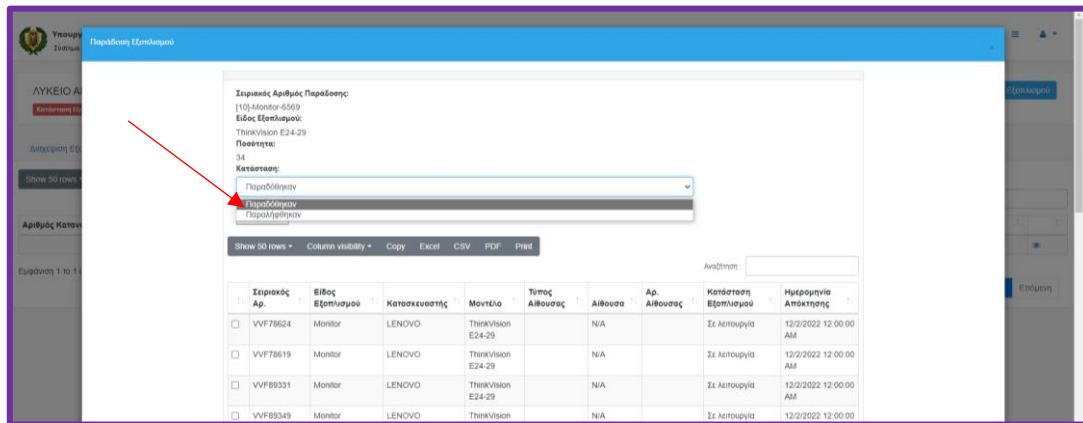 Υπουργ
Σύστημα
Παράδοση Εξοπλισμού
ΛΥΚΕΙΟ Α
Κατάσταση Εξ
Εξοπλισμού
Διαχείριση Εξο
Show 50 rows
Αριθμός Κατανο
Εμφάνιση 1 to 1
Επόμενη
Σειριακός Αριθμός Παράδοσης:
[10]-Monitor-6569
Είδος Εξοπλισμού:
ThinkVision E24-29
Ποσότητα:
34
Κατάσταση:
Παραδόθηκαν
Παραδόθηκαν
Παραλήφθηκαν
Show 50 rows Column visibility Copy Excel CSV PDF Print
Αναζήτηση:
Σειριακός Αρ. Είδος Εξοπλισμού Κατασκευαστής Μοντέλο Τύπος Αίθουσας Αίθουσα Αρ. Αίθουσας Κατάσταση Εξοπλισμού Ημερομηνία Απόκτησης
VVF78624 Monitor LENOVO ThinkVision E24-29 N/A Σε λειτουργία 12/2/2022 12:00:00 AM
VVF78619 Monitor LENOVO ThinkVision E24-29 N/A Σε λειτουργία 12/2/2022 12:00:00 AM
VVF89331 Monitor LENOVO ThinkVision E24-29 N/A Σε λειτουργία 12/2/2022 12:00:00 AM
VVF89349 Monitor LENOVO ThinkVision N/A Σε λειτουργία 12/2/2022 12:00:00